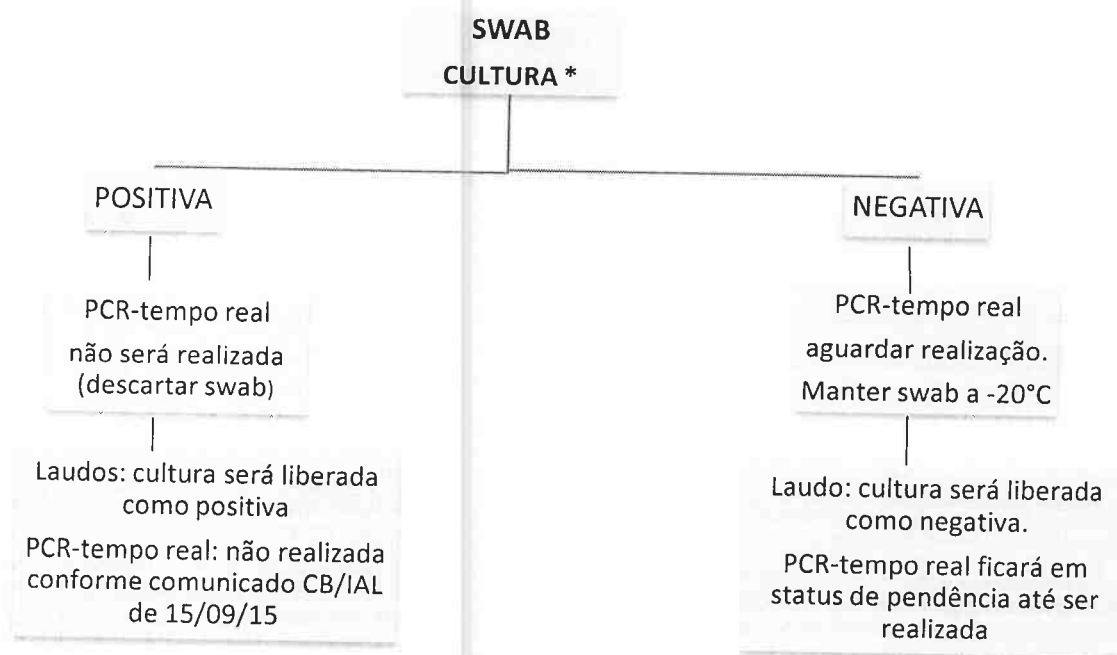 SWAB
CULTURA *
POSITIVA
PCR-tempo real
não será realizada
(descartar swab)
Laudos: cultura será liberada
como positiva
PCR-tempo real: não realizada
conforme comunicado CB/IAL
de 15/09/15
NEGATIVA
PCR-tempo real
aguardar realização.
Manter swab a -20°C
Laudo: cultura será liberada
como negativa.
PCR-tempo real ficará em
status de pendência até ser
realizada